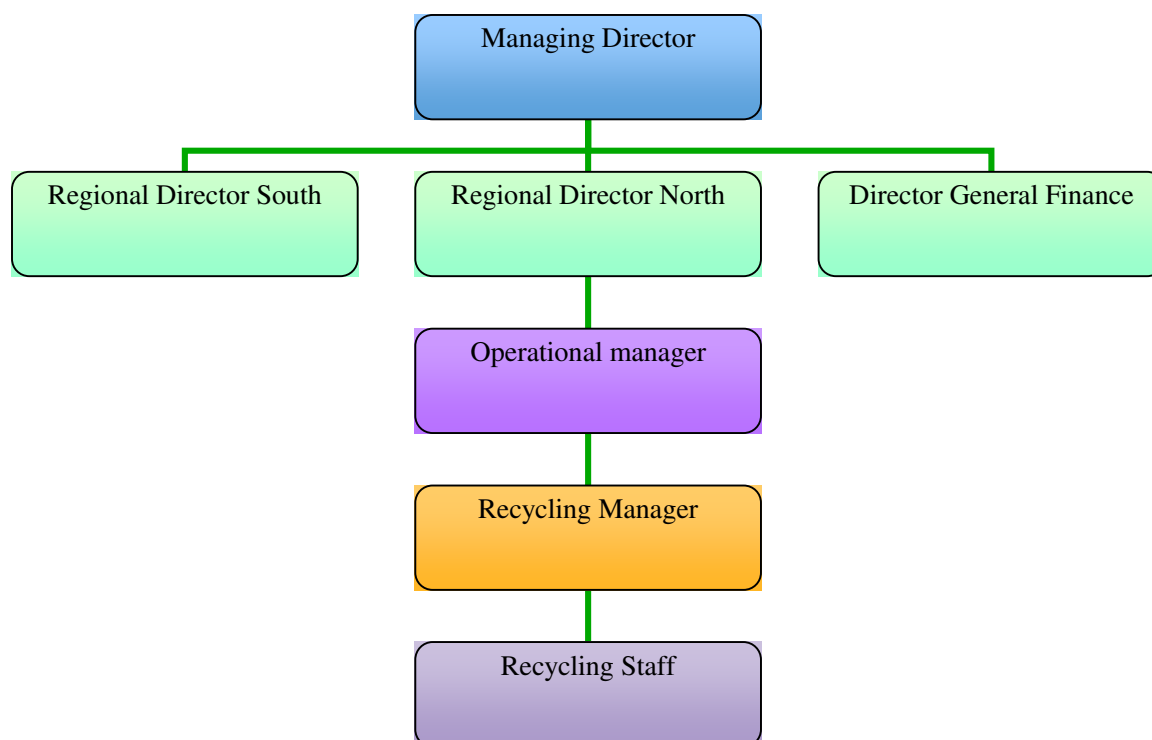 Managing Director
Regional Director South
Regional Director North
Director General Finance
Operational manager
Recycling Manager
Recycling Staff